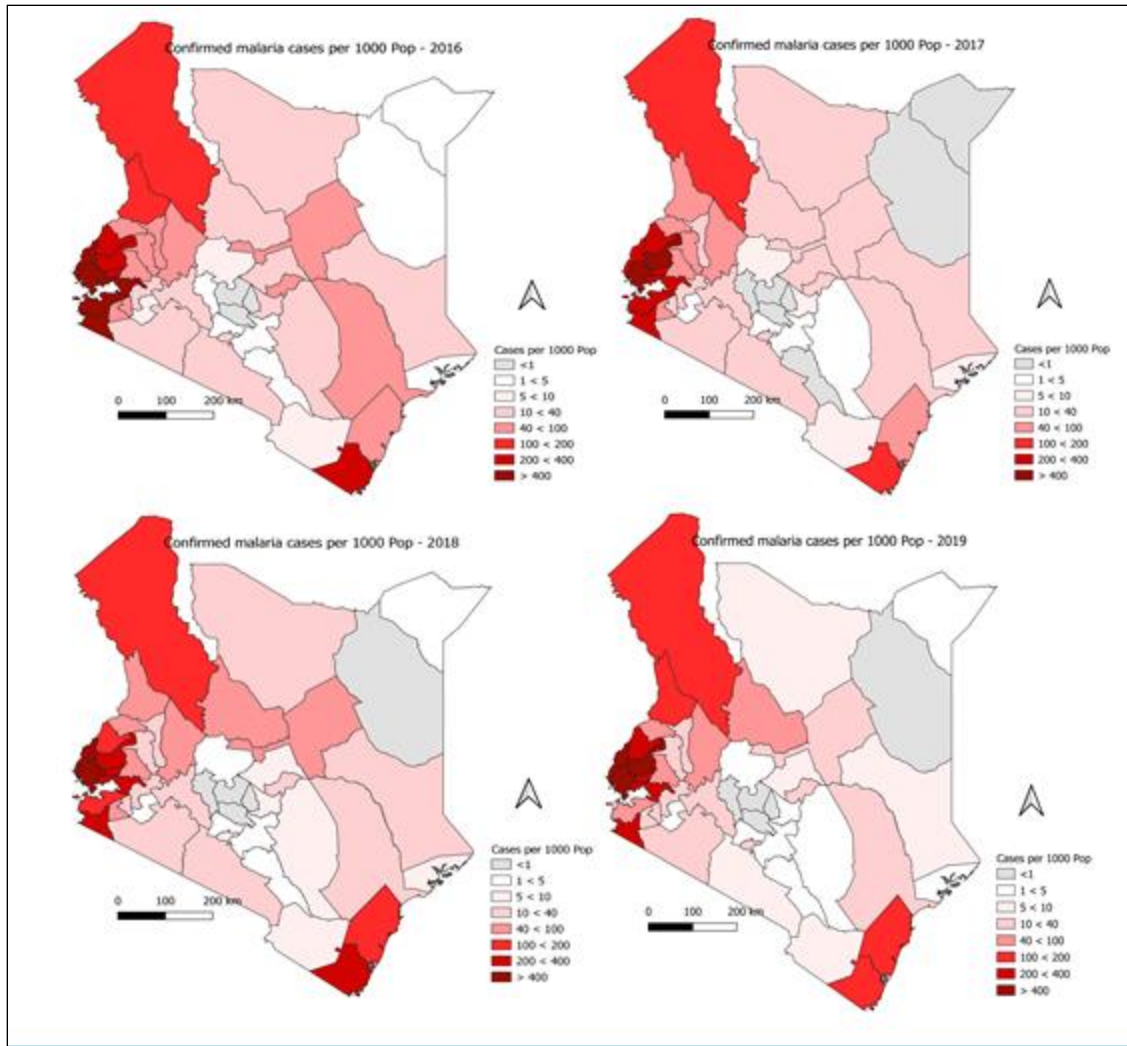 Confirmed malaria cases per 1000 Pop - 2016
Cases per 1000 Pop
<1
1 < 5
5 < 10
10 < 40
40 < 100
100 < 200
200 < 400
> 400
0 100 200 km
Confirmed malaria cases per 1000 Pop - 2017
Cases per 1000 Pop
<1
1 < 5
5 < 10
10 < 40
40 < 100
100 < 200
200 < 400
> 400
0 100 200 km
Confirmed malaria cases per 1000 Pop - 2018
Cases per 1000 Pop
<1
1 < 5
5 < 10
10 < 40
40 < 100
100 < 200
200 < 400
> 400
0 100 200 km
Confirmed malaria cases per 1000 Pop - 2019
Cases per 1000 Pop
<1
1 < 5
5 < 10
10 < 40
40 < 100
100 < 200
200 < 400
> 400
0 100 200 km